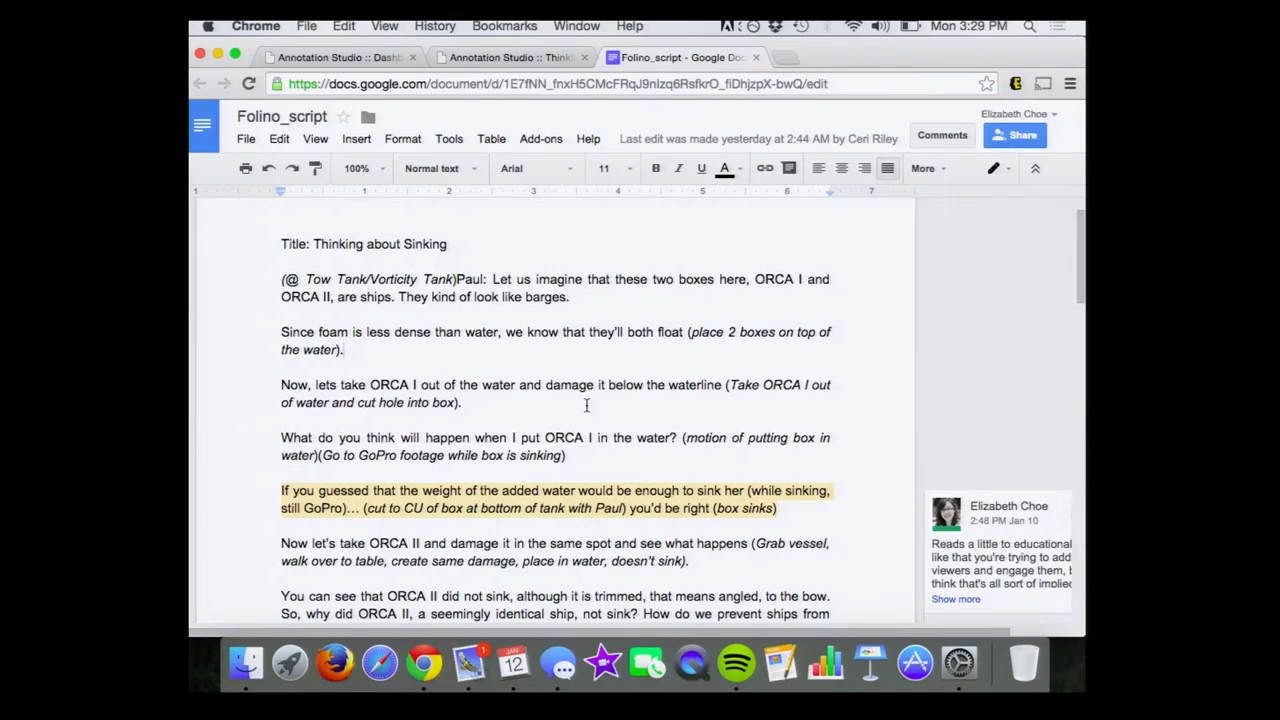 Chrome File Edit View History Bookmarks Window Help Mon 3:29 PM
Annotation Studio :: Dashb × Annotation Studio :: Thinki × Folino_script - Google Doc ×
https://docs.google.com/document/d/1E7fNN_fnxH5CMcFRqJ9nIzq6RsfkrO_fiDhjzpX-bwQ/edit
Folino_script
Elizabeth Choe
File Edit View Insert Format Tools Table Add-ons Help Last edit was made yesterday at 2:44 AM by Ceri Riley Comments Share
100% Normal text Arial 11 B I U A More
1 1 2 3 4 5 6 7
Title: Thinking about Sinking
(@ Tow Tank/Vorticity Tank)Paul: Let us imagine that these two boxes here, ORCA I and
ORCA II, are ships. They kind of look like barges.
Since foam is less dense than water, we know that they'll both float (place 2 boxes on top of
the water).
Now, lets take ORCA I out of the water and damage it below the waterline (Take ORCA I out
of water and cut hole into box).
What do you think will happen when I put ORCA I in the water? (motion of putting box in
water)(Go to GoPro footage while box is sinking)
If you guessed that the weight of the added water would be enough to sink her (while sinking,
still GoPro)… (cut to CU of box at bottom of tank with Paul) you'd be right (box sinks)
Now let's take ORCA II and damage it in the same spot and see what happens (Grab vessel,
walk over to table, create same damage, place in water, doesn't sink).
You can see that ORCA II did not sink, although it is trimmed, that means angled, to the bow.
So, why did ORCA II, a seemingly identical ship, not sink? How do we prevent ships from
Elizabeth Choe
2:48 PM Jan 10
Reads a little to educational
like that you're trying to add
viewers and engage them, b
think that's all sort of implied
Show more
1
JAN
12